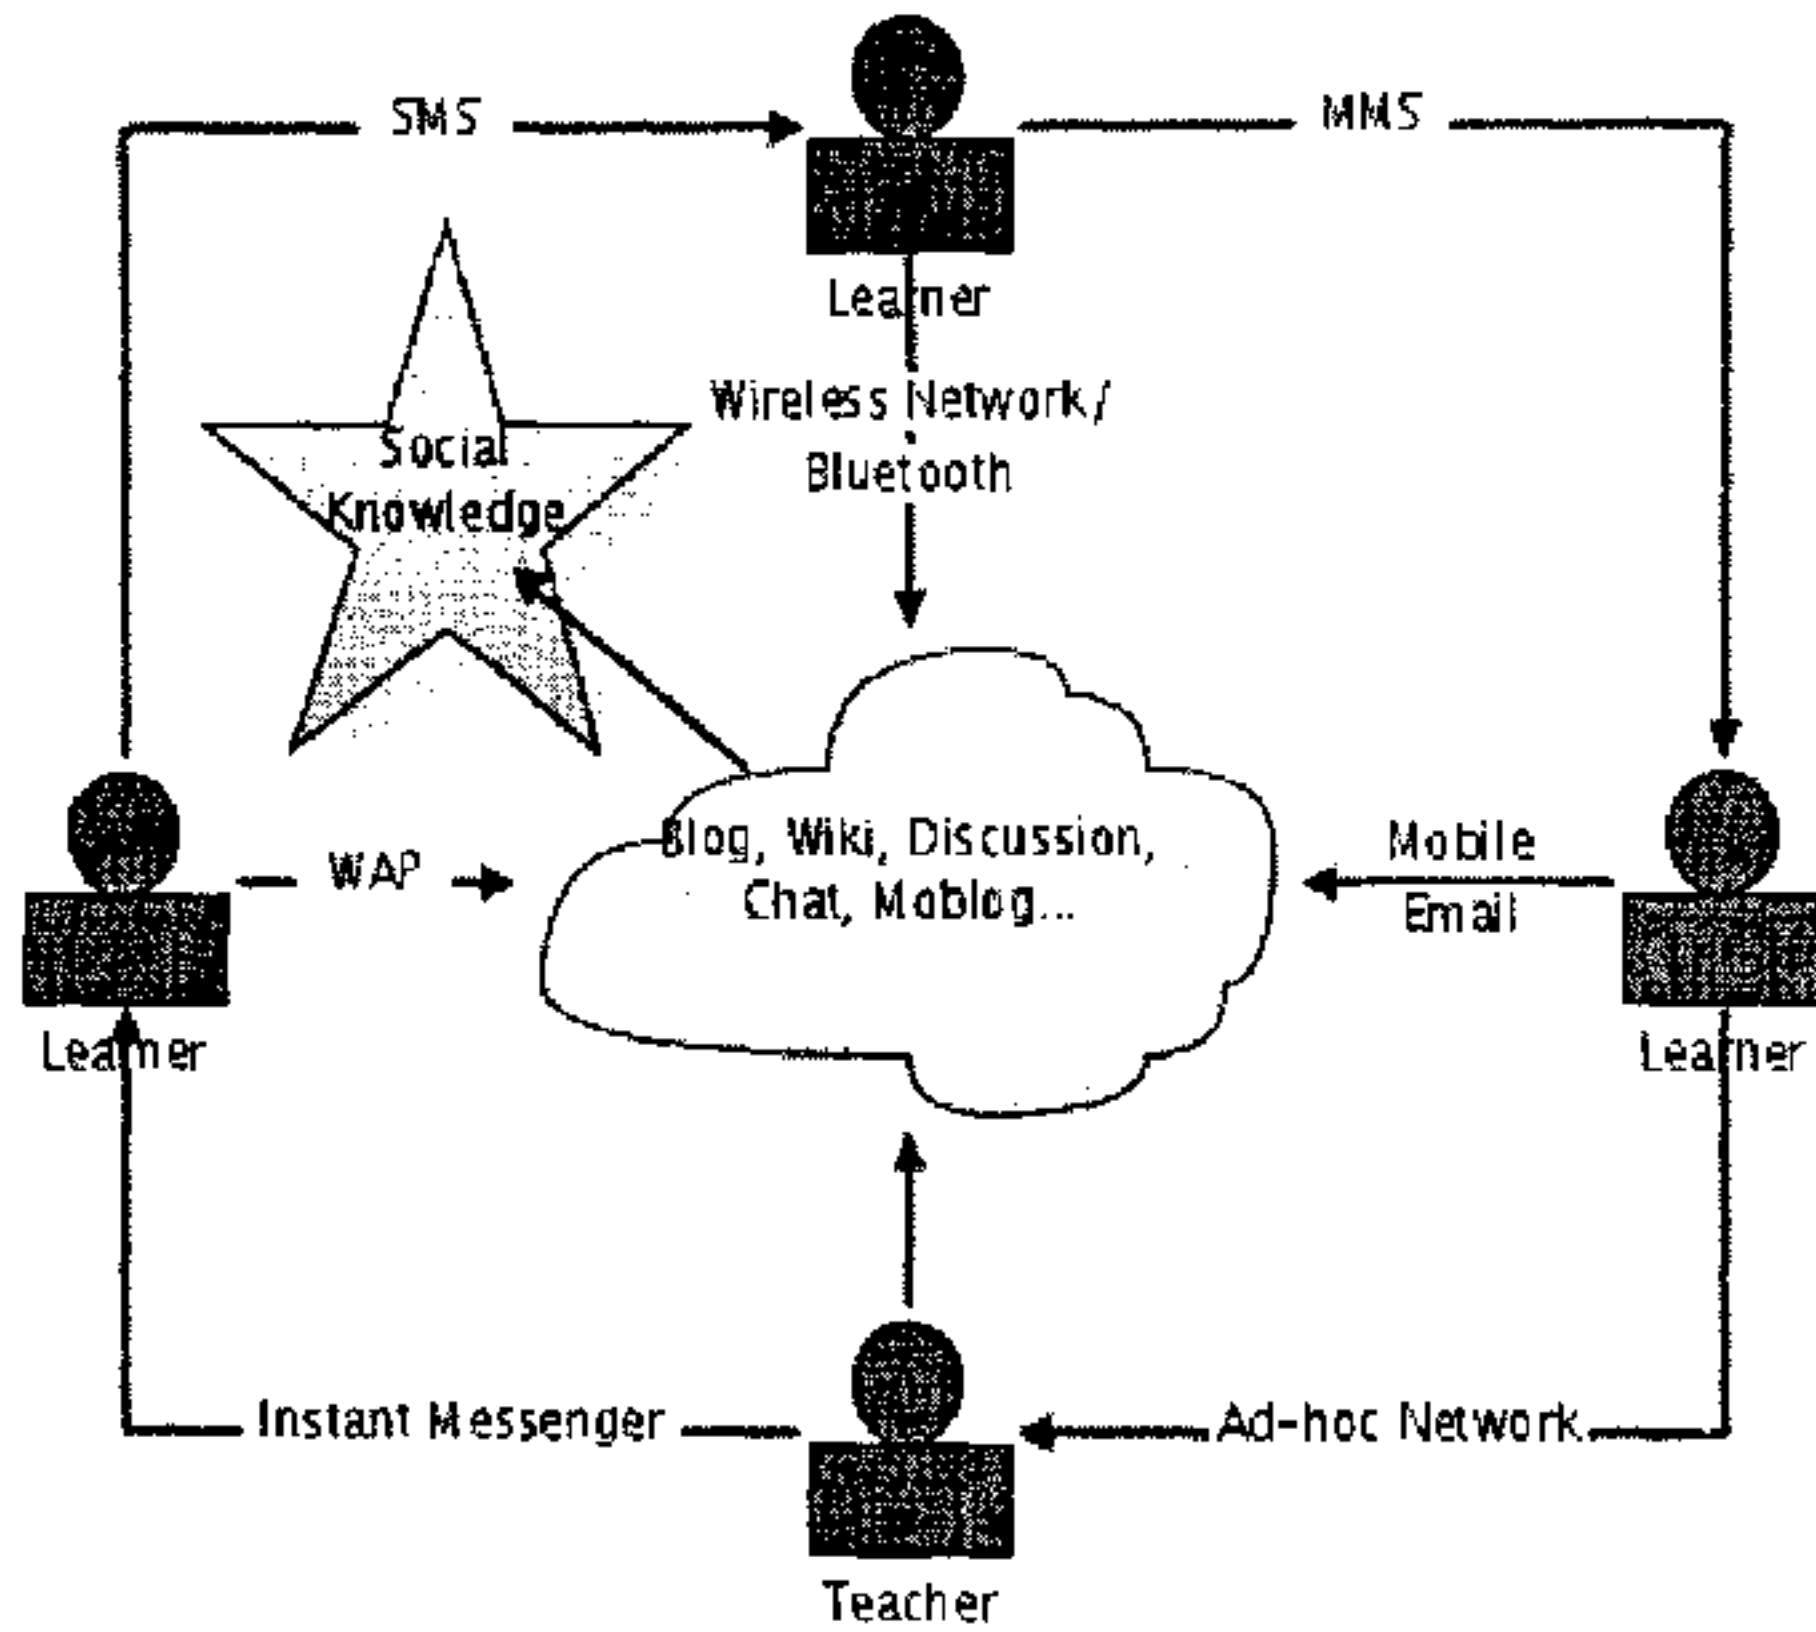 SMS
MMS
Learner
Wireless Network/
Bluetooth
Social
Knowledge
Blog, Wiki, Discussion,
Chat, Moblog...
WAP
Mobile
Email
Learner
Learner
Instant Messenger
Ad-hoc Network
Teacher